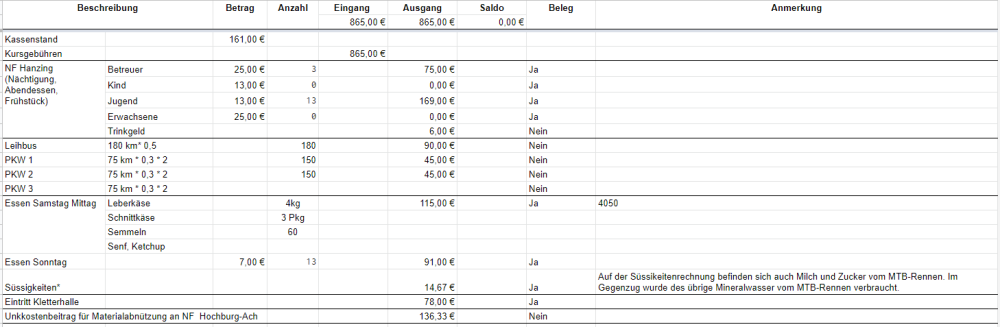 Beschreibung Betrag Anzahl Eingang Ausgang Saldo Beleg Anmerkung
865,00 € 865,00 € 0,00 €
Kassenstand 161,00 €
Kursgebühren 865,00 €
NF Hanzing (Nächtigung, Abendessen, Frühstück) Betreuer 25,00 € 3 75,00 € Ja
Kind 13,00 € 0 0,00 € Ja
Jugend 13,00 € 13 169,00 € Ja
Erwachsene 25,00 € 0 0,00 € Ja
Trinkgeld 6,00 € Nein
Leihbus 180 km* 0,5 180 90,00 € Nein
PKW 1 75 km * 0,3 * 2 150 45,00 € Nein
PKW 2 75 km * 0,3 * 2 150 45,00 € Nein
PKW 3 75 km * 0,3 * 2 Nein
Essen Samstag Mittag Leberkäse 4kg 115,00 € Ja 4050
Schnittkäse 3 Pkg
Semmeln 60
Senf, Ketchup
Essen Sonntag 7,00 € 13 91,00 € Ja
Süssigkeiten* 14,67 € Ja Auf der Süssikeitenrechnung befinden sich auch Milch und Zucker vom MTB-Rennen. Im
Gegenzug wurde des übrige Mineralwasser vom MTB-Rennen verbraucht.
Eintritt Kletterhalle 78,00 € Ja
Unkkostenbeitrag für Materialabnützung an NF Hochburg-Ach 136,33 € Nein